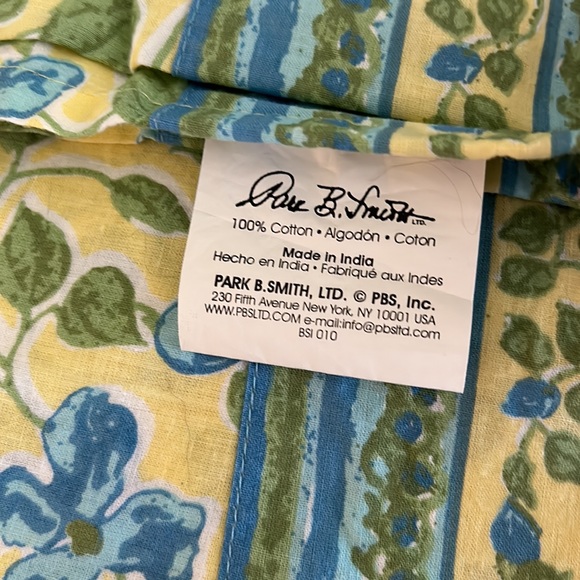 Park B. Smith LTD.
100% Cotton • Algodón • Coton
Made in India
Hecho en India • Fabriqué aux Indes
PARK B.SMITH, LTD. © PBS, Inc.
230 Fifth Avenue New York, NY 10001 USA
WWW.PBSLTD.COM e-mail:info@pbsltd.com
BSI 010